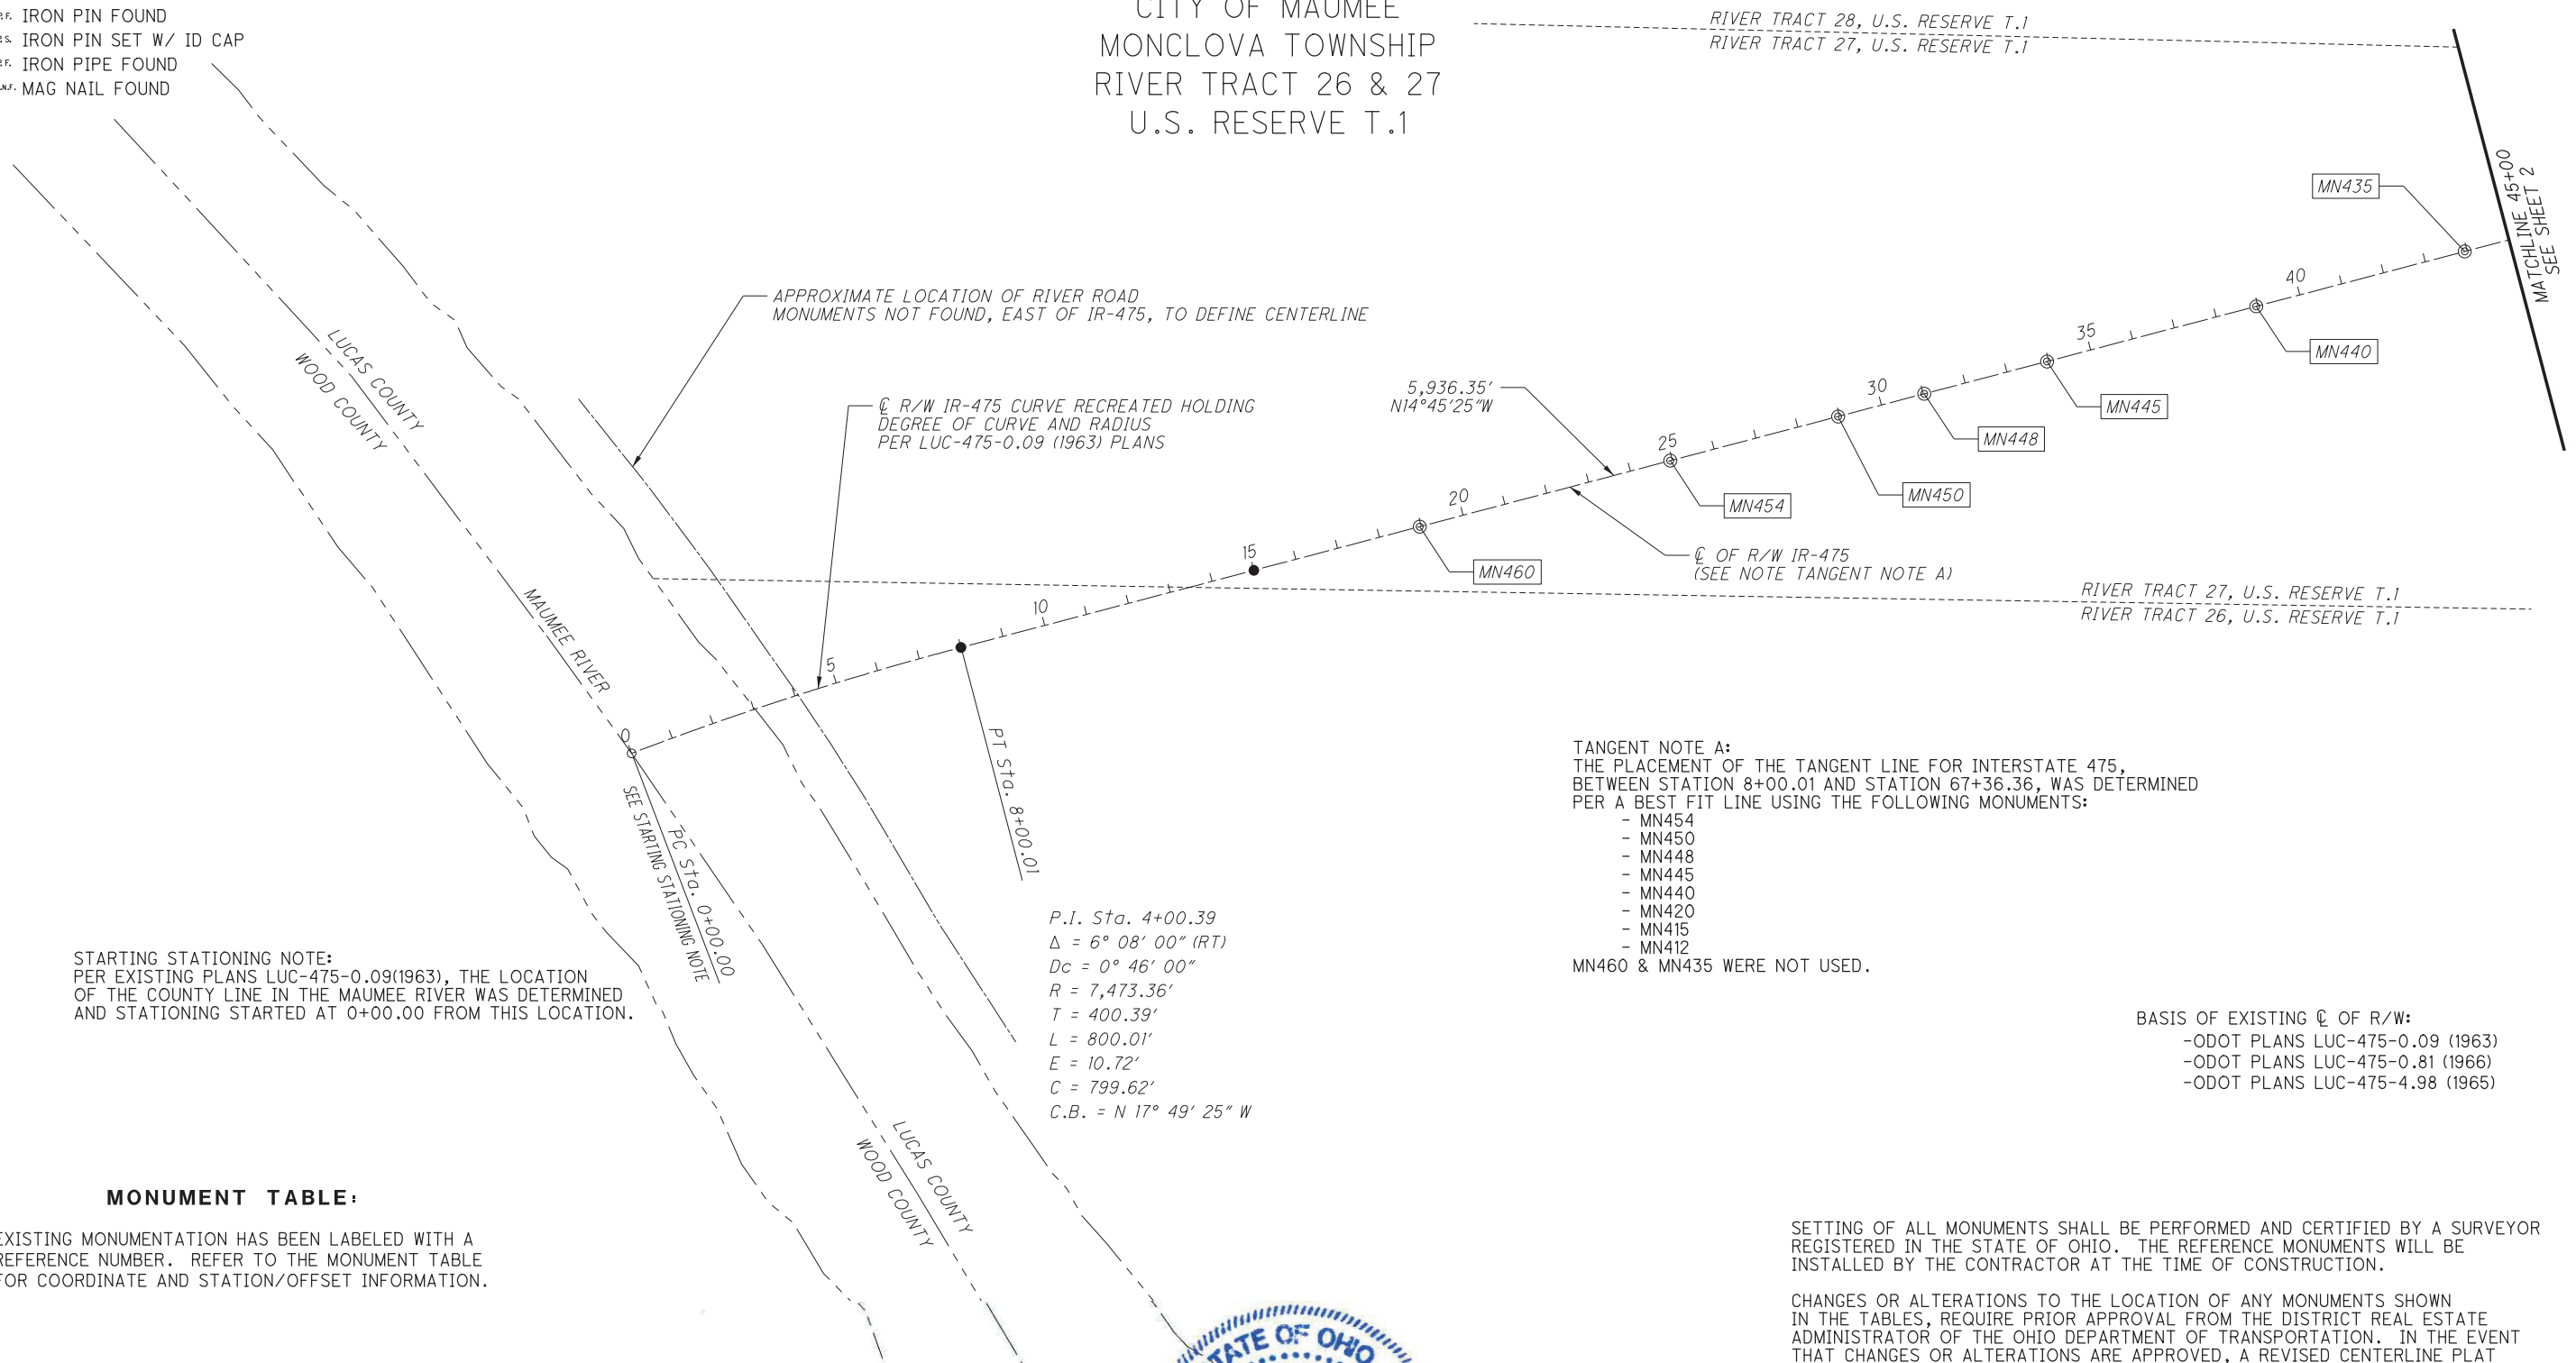 IRON PIN FOUND
IRON PIN SET W/ ID CAP
IRON PIPE FOUND
MAG NAIL FOUND
CITY OF MAUMEE
MONCLOVA TOWNSHIP
RIVER TRACT 26 & 27
U.S. RESERVE T.1
RIVER TRACT 28, U.S. RESERVE T.1
RIVER TRACT 27, U.S. RESERVE T.1
MATCHLINE 45+00
SEE SHEET 2
MN435
MN440
MN445
MN448
MN450
MN454
MN460
40
35
30
25
20
15
10
5
0
APPROXIMATE LOCATION OF RIVER ROAD
MONUMENTS NOT FOUND, EAST OF IR-475, TO DEFINE CENTERLINE
℄ R/W IR-475 CURVE RECREATED HOLDING
DEGREE OF CURVE AND RADIUS
PER LUC-475-0.09 (1963) PLANS
5,936.35'
N14°45'25"W
℄ OF R/W IR-475
(SEE NOTE TANGENT NOTE A)
RIVER TRACT 27, U.S. RESERVE T.1
RIVER TRACT 26, U.S. RESERVE T.1
LUCAS COUNTY
WOOD COUNTY
MAUMEE RIVER
PT Sta. 8+00.01
PC Sta. 0+00.00
SEE STARTING STATIONING NOTE
P.I. Sta. 4+00.39
Δ = 6° 08' 00" (RT)
Dc = 0° 46' 00"
R = 7,473.36'
T = 400.39'
L = 800.01'
E = 10.72'
C = 799.62'
C.B. = N 17° 49' 25" W
TANGENT NOTE A:
THE PLACEMENT OF THE TANGENT LINE FOR INTERSTATE 475,
BETWEEN STATION 8+00.01 AND STATION 67+36.36, WAS DETERMINED
PER A BEST FIT LINE USING THE FOLLOWING MONUMENTS:
- MN454
- MN450
- MN448
- MN445
- MN440
- MN420
- MN415
- MN412
MN460 & MN435 WERE NOT USED.
STARTING STATIONING NOTE:
PER EXISTING PLANS LUC-475-0.09(1963), THE LOCATION
OF THE COUNTY LINE IN THE MAUMEE RIVER WAS DETERMINED
AND STATIONING STARTED AT 0+00.00 FROM THIS LOCATION.
BASIS OF EXISTING ℄ OF R/W:
-ODOT PLANS LUC-475-0.09 (1963)
-ODOT PLANS LUC-475-0.81 (1966)
-ODOT PLANS LUC-475-4.98 (1965)
LUCAS COUNTY
WOOD COUNTY
MONUMENT TABLE:
EXISTING MONUMENTATION HAS BEEN LABELED WITH A
REFERENCE NUMBER. REFER TO THE MONUMENT TABLE
FOR COORDINATE AND STATION/OFFSET INFORMATION.
SETTING OF ALL MONUMENTS SHALL BE PERFORMED AND CERTIFIED BY A SURVEYOR
REGISTERED IN THE STATE OF OHIO. THE REFERENCE MONUMENTS WILL BE
INSTALLED BY THE CONTRACTOR AT THE TIME OF CONSTRUCTION.
CHANGES OR ALTERATIONS TO THE LOCATION OF ANY MONUMENTS SHOWN
IN THE TABLES, REQUIRE PRIOR APPROVAL FROM THE DISTRICT REAL ESTATE
ADMINISTRATOR OF THE OHIO DEPARTMENT OF TRANSPORTATION. IN THE EVENT
THAT CHANGES OR ALTERATIONS ARE APPROVED, A REVISED CENTERLINE PLAT
STATE OF OHIO